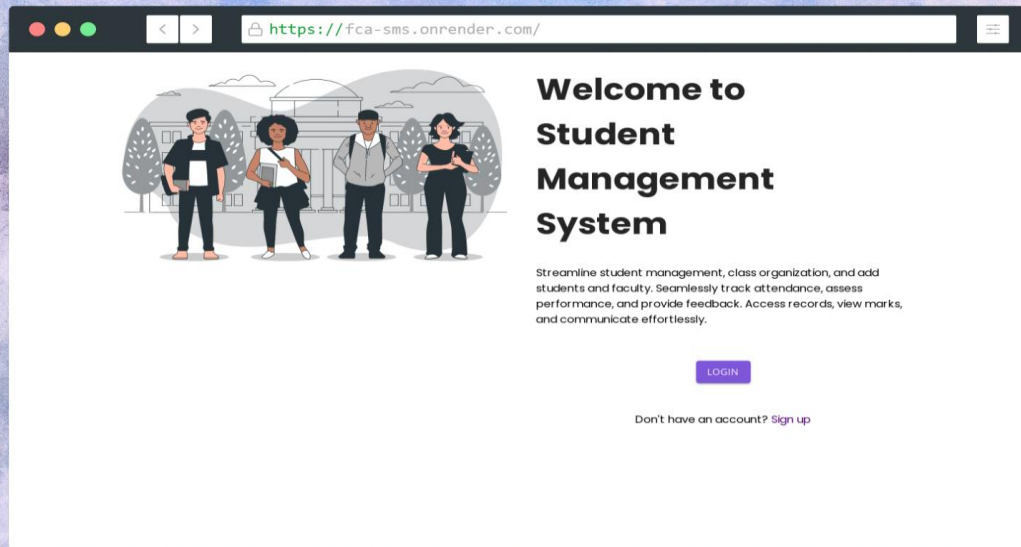 https://fca-sms.onrender.com/
Welcome to
Student
Management
System
Streamline student management, class organization, and add
students and faculty. Seamlessly track attendance, assess
performance, and provide feedback. Access records, view marks,
and communicate effortlessly.
LOGIN
Don't have an account? Sign up